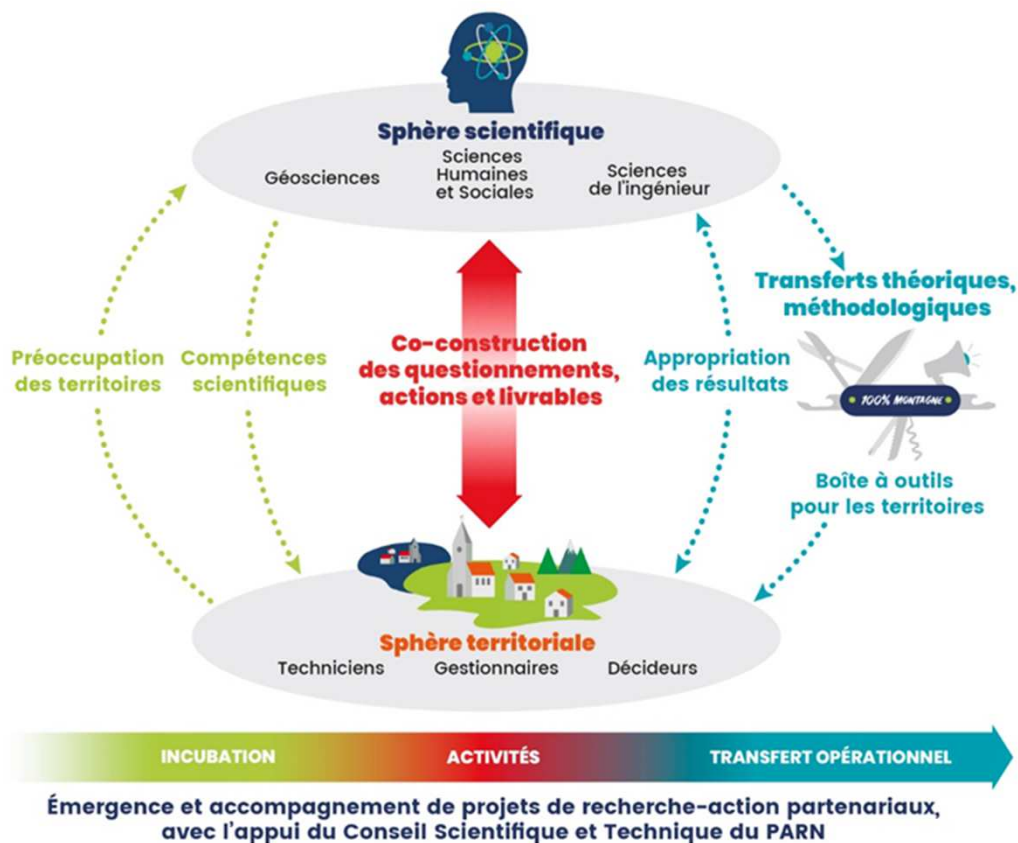 Sphère scientifique
Géosciences
Sciences
Humaines
et Sociales
Sciences
de l'ingénieur
Préoccupation
des territoires
Compétences
scientifiques
Co-construction
des questionnements,
actions et livrables
Appropriation
des résultats
Transferts théoriques,
méthodologiques
100% MONTAGNE
Boîte à outils
pour les territoires
Sphère territoriale
Techniciens
Gestionnaires
Décideurs
INCUBATION
ACTIVITÉS
TRANSFERT OPÉRATIONNEL
Émergence et accompagnement de projets de recherche-action partenariaux,
avec l'appui du Conseil Scientifique et Technique du PARN